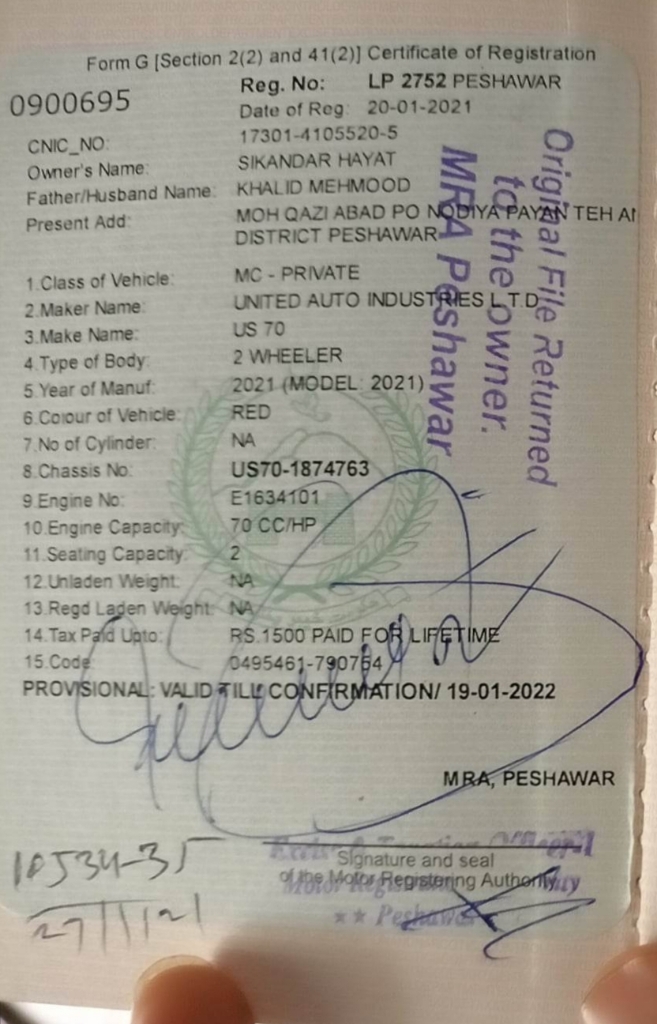 Form G [Section 2(2) and 41(2)] Certificate of Registration
0900695
Reg. No: LP 2752 PESHAWAR
Date of Reg: 20-01-2021
CNIC_NO: 17301-4105520-5
Owner's Name: SIKANDAR HAYAT
Father/Husband Name: KHALID MEHMOOD
Present Add: MOH QAZI ABAD PO NODIYA PAYAN TEH AN
DISTRICT PESHAWAR
1.Class of Vehicle: MC - PRIVATE
2.Maker Name: UNITED AUTO INDUSTRIES L.T.D
3.Make Name: US 70
4.Type of Body: 2 WHEELER
5.Year of Manuf: 2021 (MODEL: 2021)
6.Colour of Vehicle: RED
7.No of Cylinder: NA
8.Chassis No: US70-1874763
9.Engine No: E1634101
10.Engine Capacity: 70 CC/HP
11.Seating Capacity: 2
12.Unladen Weight: NA
13.Regd Laden Weight: NA
14.Tax Paid Upto: RS.1500 PAID FOR LIFETIME
15.Code: 0495461-790754
PROVISIONAL: VALID TILL CONFIRMATION/ 19-01-2022
Original File Returned
to the owner.
MRA Peshawar
MRA, PESHAWAR
Signature and seal
of the Motor Registering Authority
Peshawar
10534-35
27/1/21